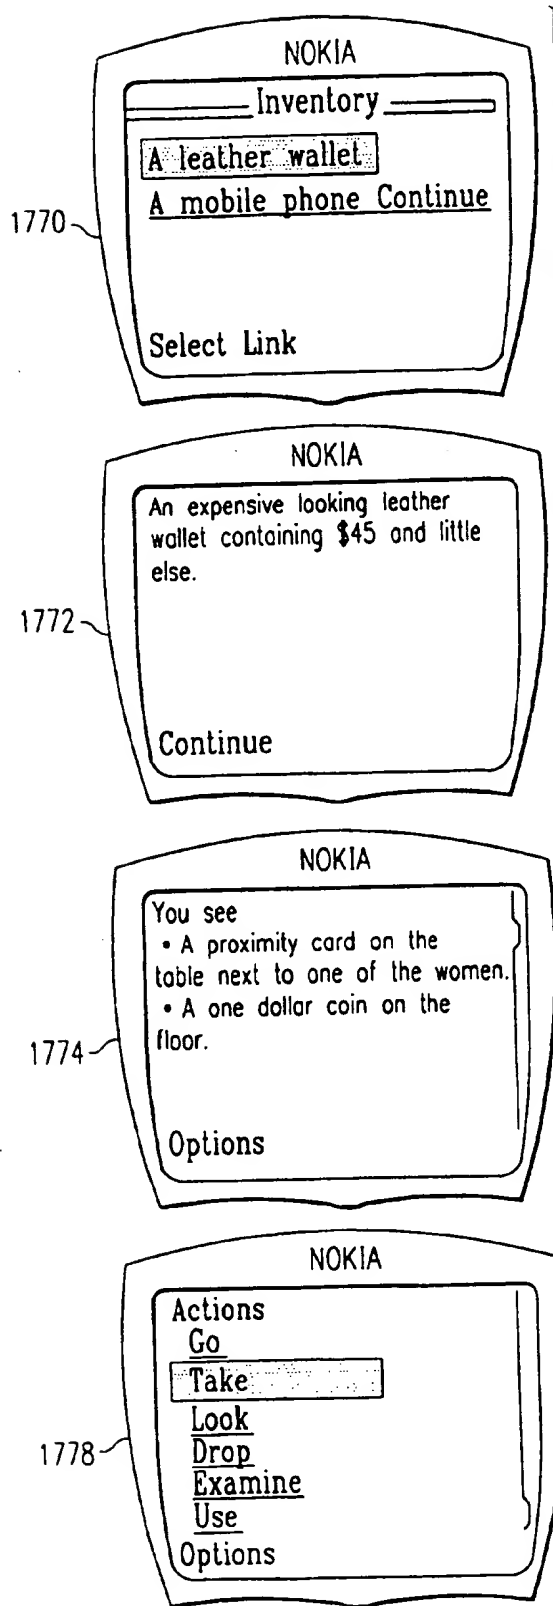 NOKIA
Inventory
A leather wallet
A mobile phone Continue
1770
Select Link
NOKIA
An expensive looking leather
wallet containing $45 and little
else.
1772
Continue
NOKIA
You see
• A proximity card on the
table next to one of the women.
• A one dollar coin on the
floor.
1774
Options
NOKIA
Actions
Go
Take
Look
Drop
1778
Examine
Use
Options